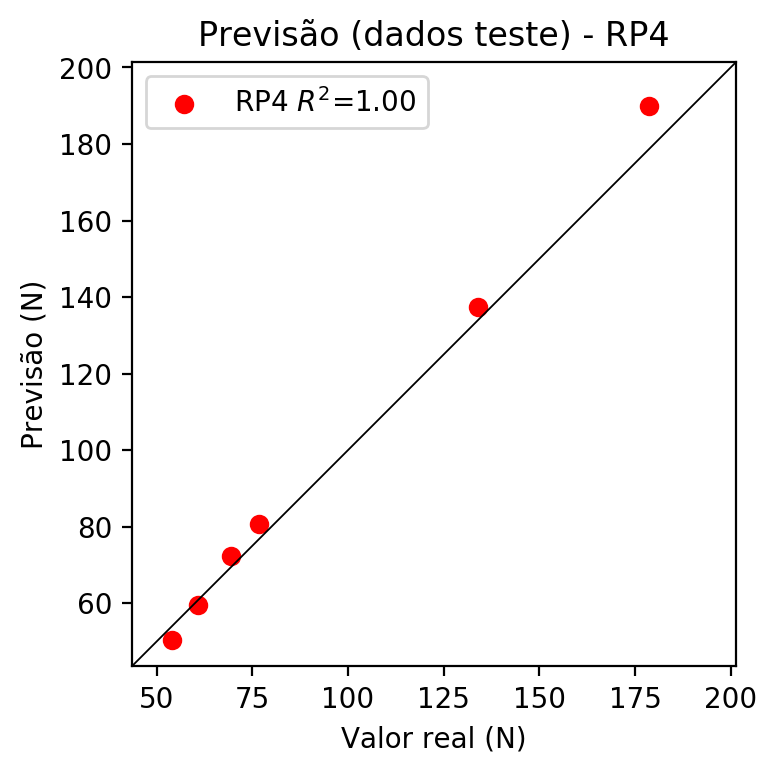 Previsão (dados teste) - RP4
RP4 R²=1.00
200
180
160
140
120
100
80
60
Previsão (N)
50 75 100 125 150 175 200
Valor real (N)